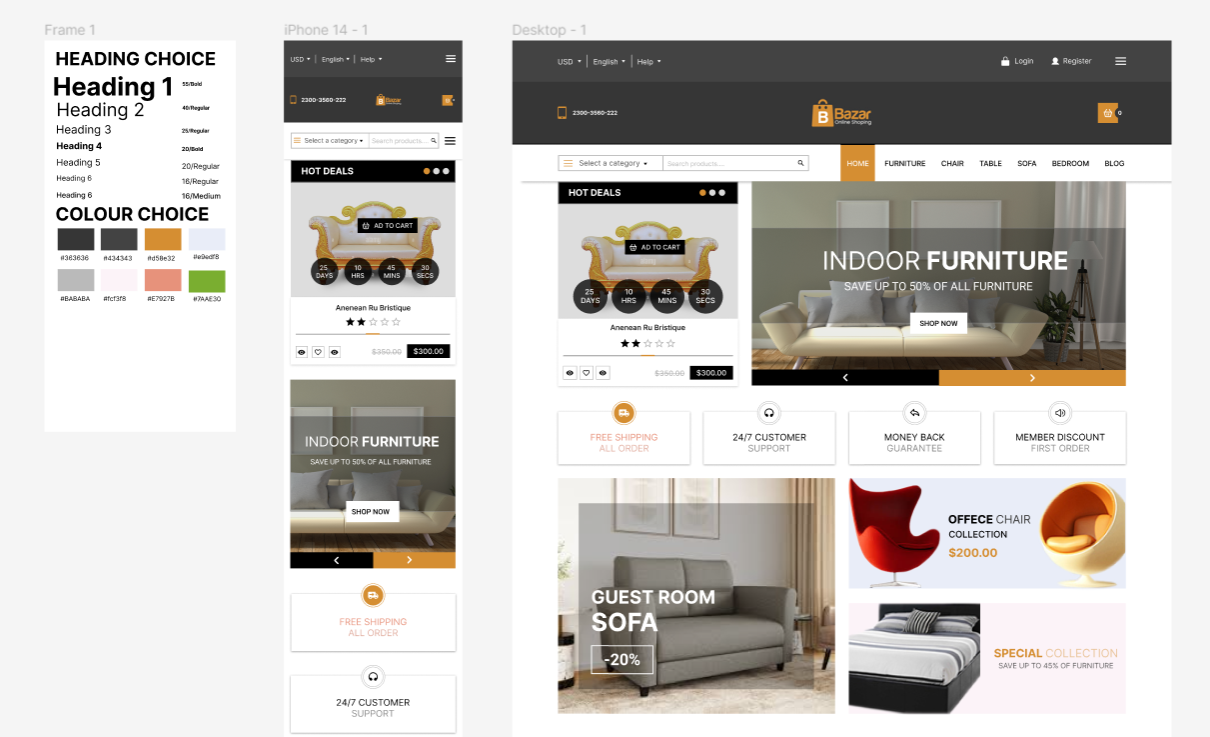 Frame 1
HEADING CHOICE
Heading 1 55/Bold
Heading 2 40/Regular
Heading 3 25/Regular
Heading 4 20/Bold
Heading 5 20/Regular
Heading 6 16/Regular
Heading 6 16/Medium
COLOUR CHOICE
#363636 #434343 #d58e32 #e9edf8
#BABABA #fcf3f8 #E7927B #7AAE30
iPhone 14 - 1
USD English Help
2300-3560-222
Bazar
Online Shoping
Select a category Search products...
HOT DEALS
AD TO CART
25 DAYS
10 HRS
45 MINS
30 SECS
Anenean Ru Bristique
$350.00 $300.00
INDOOR FURNITURE
SAVE UP TO 50% OF ALL FURNITURE
SHOP NOW
FREE SHIPPING
ALL ORDER
24/7 CUSTOMER
SUPPORT
Desktop - 1
USD English Help Login Register
2300-3560-222
B
Bazar
Online Shoping
0
Select a category Search products....
HOME FURNITURE CHAIR TABLE SOFA BEDROOM BLOG
HOT DEALS
AD TO CART
25 DAYS
10 HRS
45 MINS
30 SECS
Anenean Ru Bristique
$350.00 $300.00
INDOOR FURNITURE
SAVE UP TO 50% OF ALL FURNITURE
SHOP NOW
FREE SHIPPING
ALL ORDER
24/7 CUSTOMER
SUPPORT
MONEY BACK
GUARANTEE
MEMBER DISCOUNT
FIRST ORDER
GUEST ROOM
SOFA
-20%
OFFECE CHAIR
COLLECTION
$200.00
SPECIAL COLLECTION
SAVE UP TO 45% OF FURNITURE